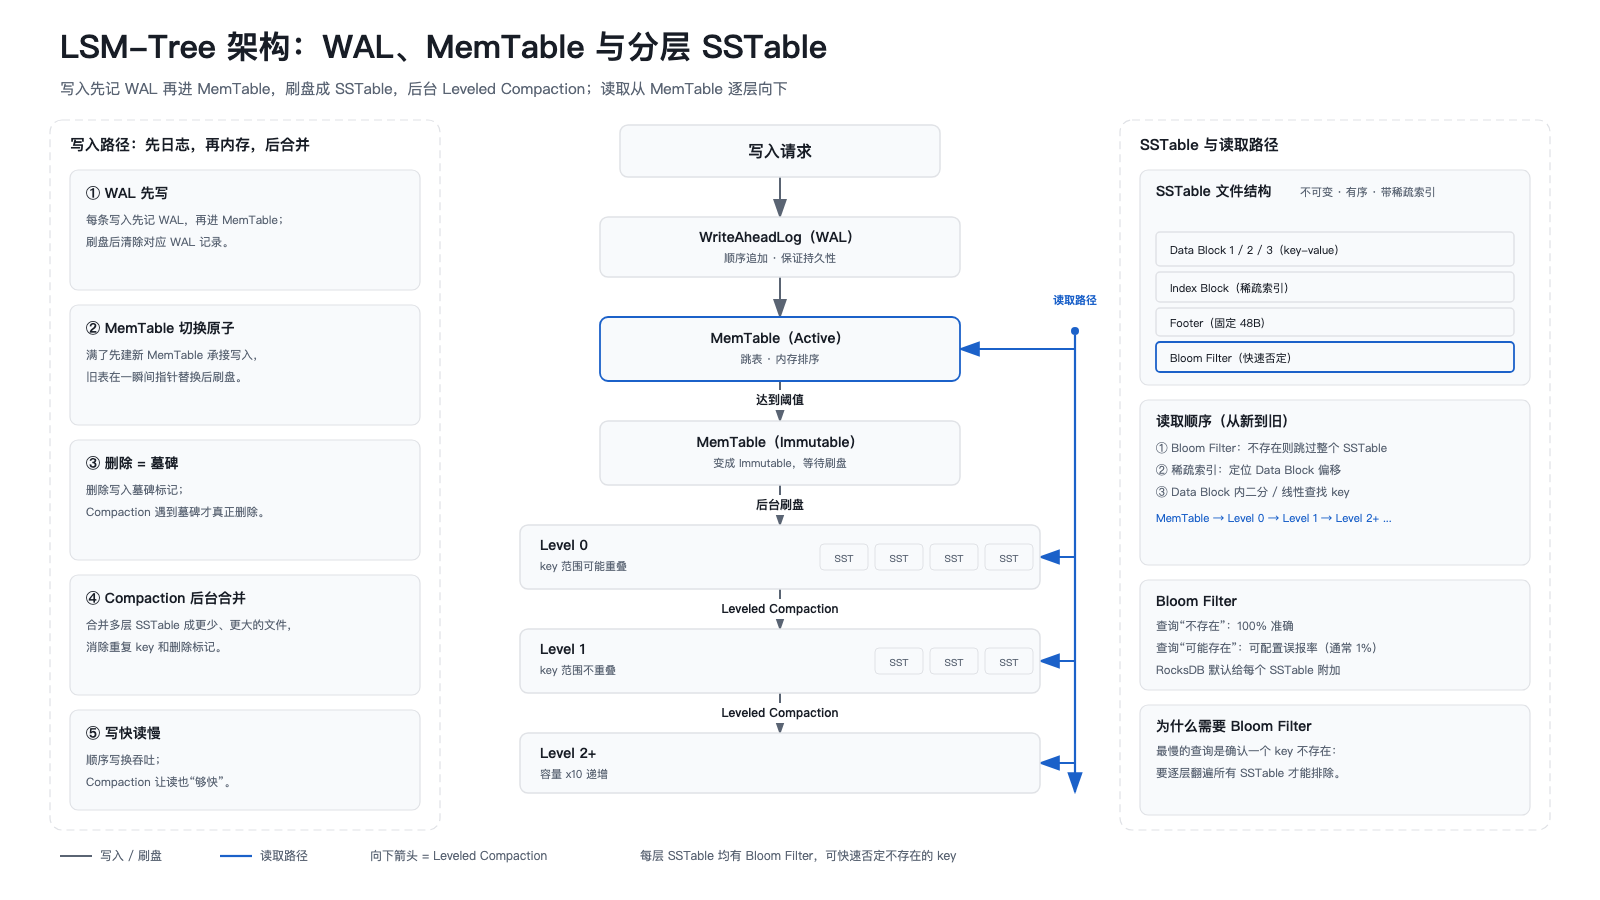 LSM-Tree 架构：WAL、MemTable 与分层 SSTable
写入先记 WAL 再进 MemTable，刷盘成 SSTable，后台 Leveled Compaction；读取从 MemTable 逐层向下
写入路径：先日志，再内存，后合并
① WAL 先写
每条写入先记 WAL，再进 MemTable；
刷盘后清除对应 WAL 记录。
② MemTable 切换原子
满了先建新 MemTable 承接写入，
旧表在一瞬间指针替换后刷盘。
③ 删除 = 墓碑
删除写入墓碑标记；
Compaction 遇到墓碑才真正删除。
④ Compaction 后台合并
合并多层 SSTable 成更少、更大的文件，
消除重复 key 和删除标记。
⑤ 写快读慢
顺序写换吞吐；
Compaction 让读也“够快”。
写入请求
WriteAheadLog（WAL）
顺序追加 · 保证持久性
读取路径
MemTable（Active）
跳表 · 内存排序
达到阈值
MemTable（Immutable）
变成 Immutable，等待刷盘
后台刷盘
Level 0
key 范围可能重叠
SST SST SST SST
Leveled Compaction
Level 1
key 范围不重叠
SST SST SST
Leveled Compaction
Level 2+
容量 x10 递增
SSTable 与读取路径
SSTable 文件结构 不可变 · 有序 · 带稀疏索引
Data Block 1 / 2 / 3（key-value）
Index Block（稀疏索引）
Footer（固定 48B）
Bloom Filter（快速否定）
读取顺序（从新到旧）
① Bloom Filter：不存在则跳过整个 SSTable
② 稀疏索引：定位 Data Block 偏移
③ Data Block 内二分 / 线性查找 key
MemTable → Level 0 → Level 1 → Level 2+ ...
Bloom Filter
查询“不存在”：100% 准确
查询“可能存在”：可配置误报率（通常 1%）
RocksDB 默认给每个 SSTable 附加
为什么需要 Bloom Filter
最慢的查询是确认一个 key 不存在：
要逐层翻遍所有 SSTable 才能排除。
写入 / 刷盘
读取路径
向下箭头 = Leveled Compaction
每层 SSTable 均有 Bloom Filter，可快速否定不存在的 key